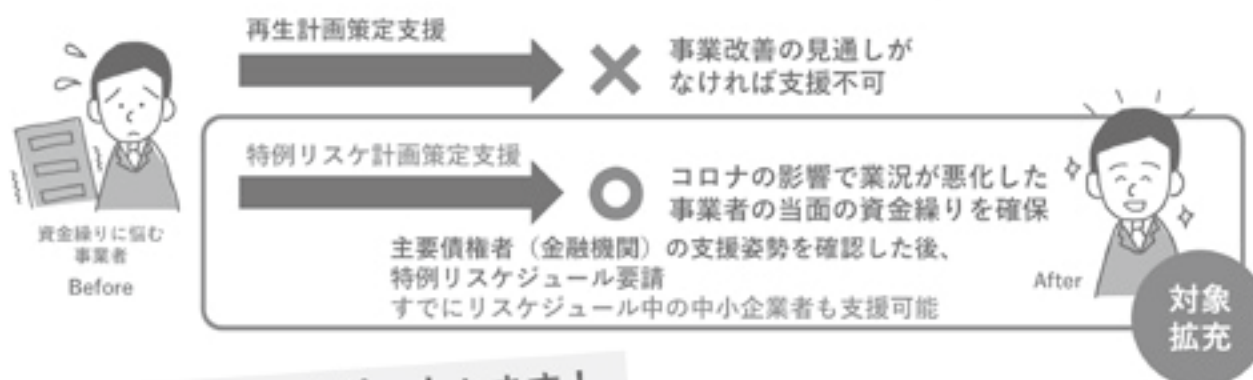 再生計画策定支援
事業改善の見通しが
なければ支援不可
特例リスケ計画策定支援
コロナの影響で業況が悪化した
事業者の当面の資金繰りを確保
主要債権者（金融機関）の支援姿勢を確認した後、
特例リスケジュール要請
すでにリスケジュール中の中小企業者も支援可能
資金繰りに悩む
事業者
Before
After
対象
拡充